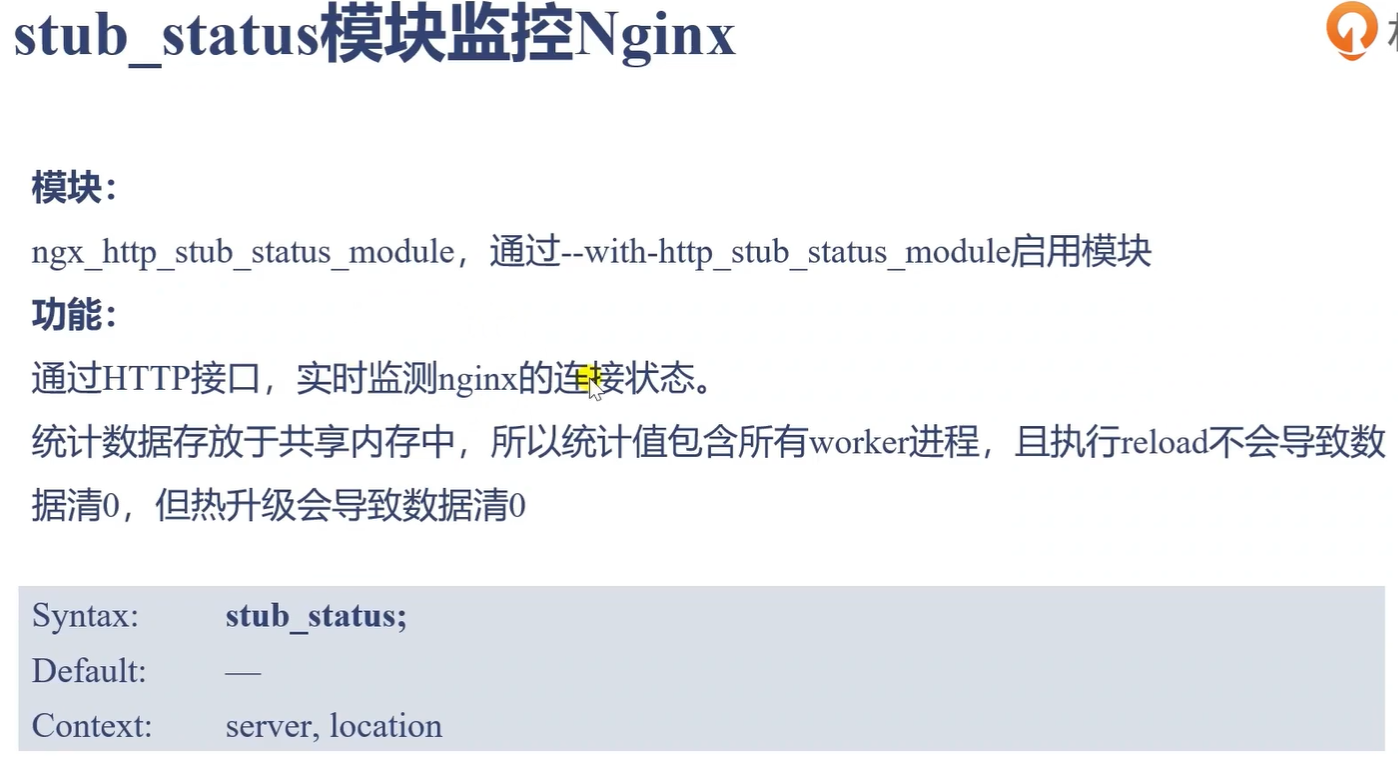 stub_status模块监控Nginx
模块：
ngx_http_stub_status_module，通过--with-http_stub_status_module启用模块
功能：
通过HTTP接口，实时监测nginx的连接状态。
统计数据存放于共享内存中，所以统计值包含所有worker进程，且执行reload不会导致数
据清0，但热升级会导致数据清0
Syntax: stub_status;
Default: —
Context: server, location